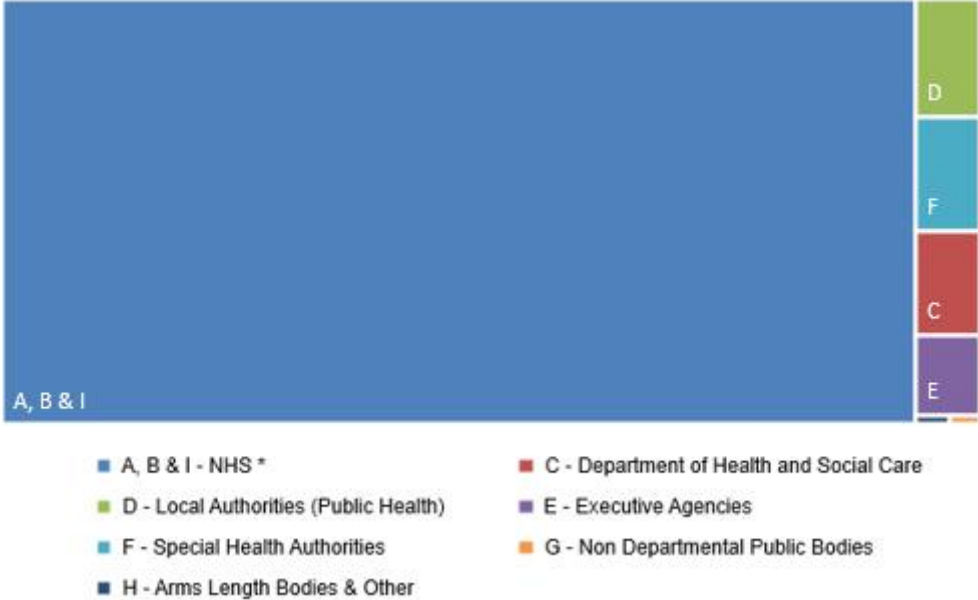 D
F
C
A, B & I
E
A, B & I - NHS *
C - Department of Health and Social Care
D - Local Authorities (Public Health)
E - Executive Agencies
F - Special Health Authorities
G - Non Departmental Public Bodies
H - Arms Length Bodies & Other